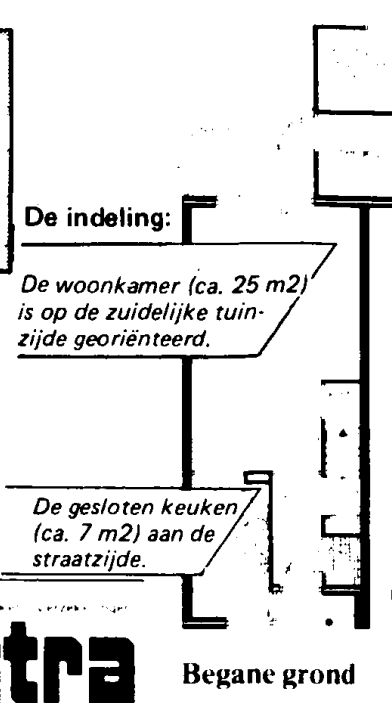 De indeling:
De woonkamer (ca. 25 m2)
is op de zuidelijke tuin-
zijde georiënteerd.
De gesloten keuken
(ca. 7 m2) aan de
straatzijde.
tra
Begane grond